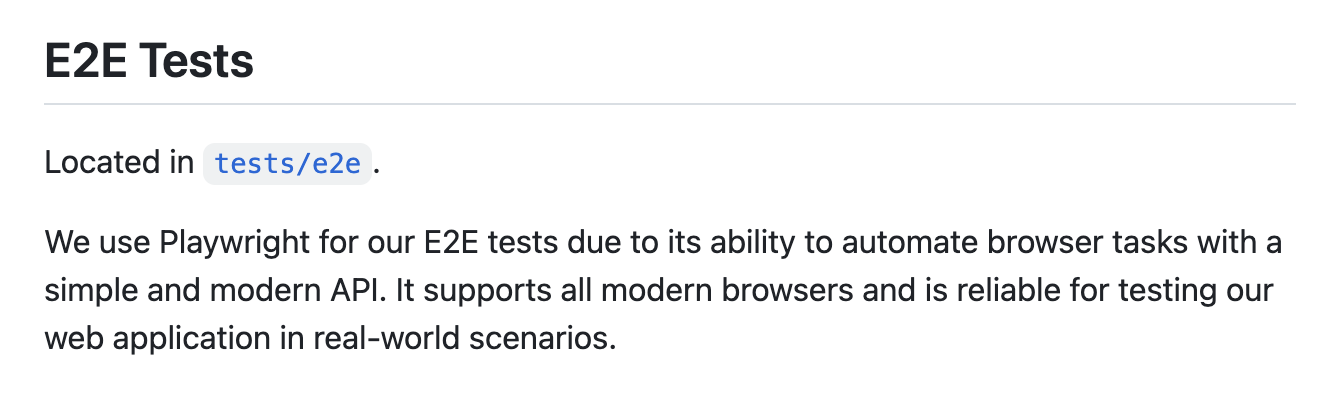 E2E Tests
Located in tests/e2e.
We use Playwright for our E2E tests due to its ability to automate browser tasks with a
simple and modern API. It supports all modern browsers and is reliable for testing our
web application in real-world scenarios.